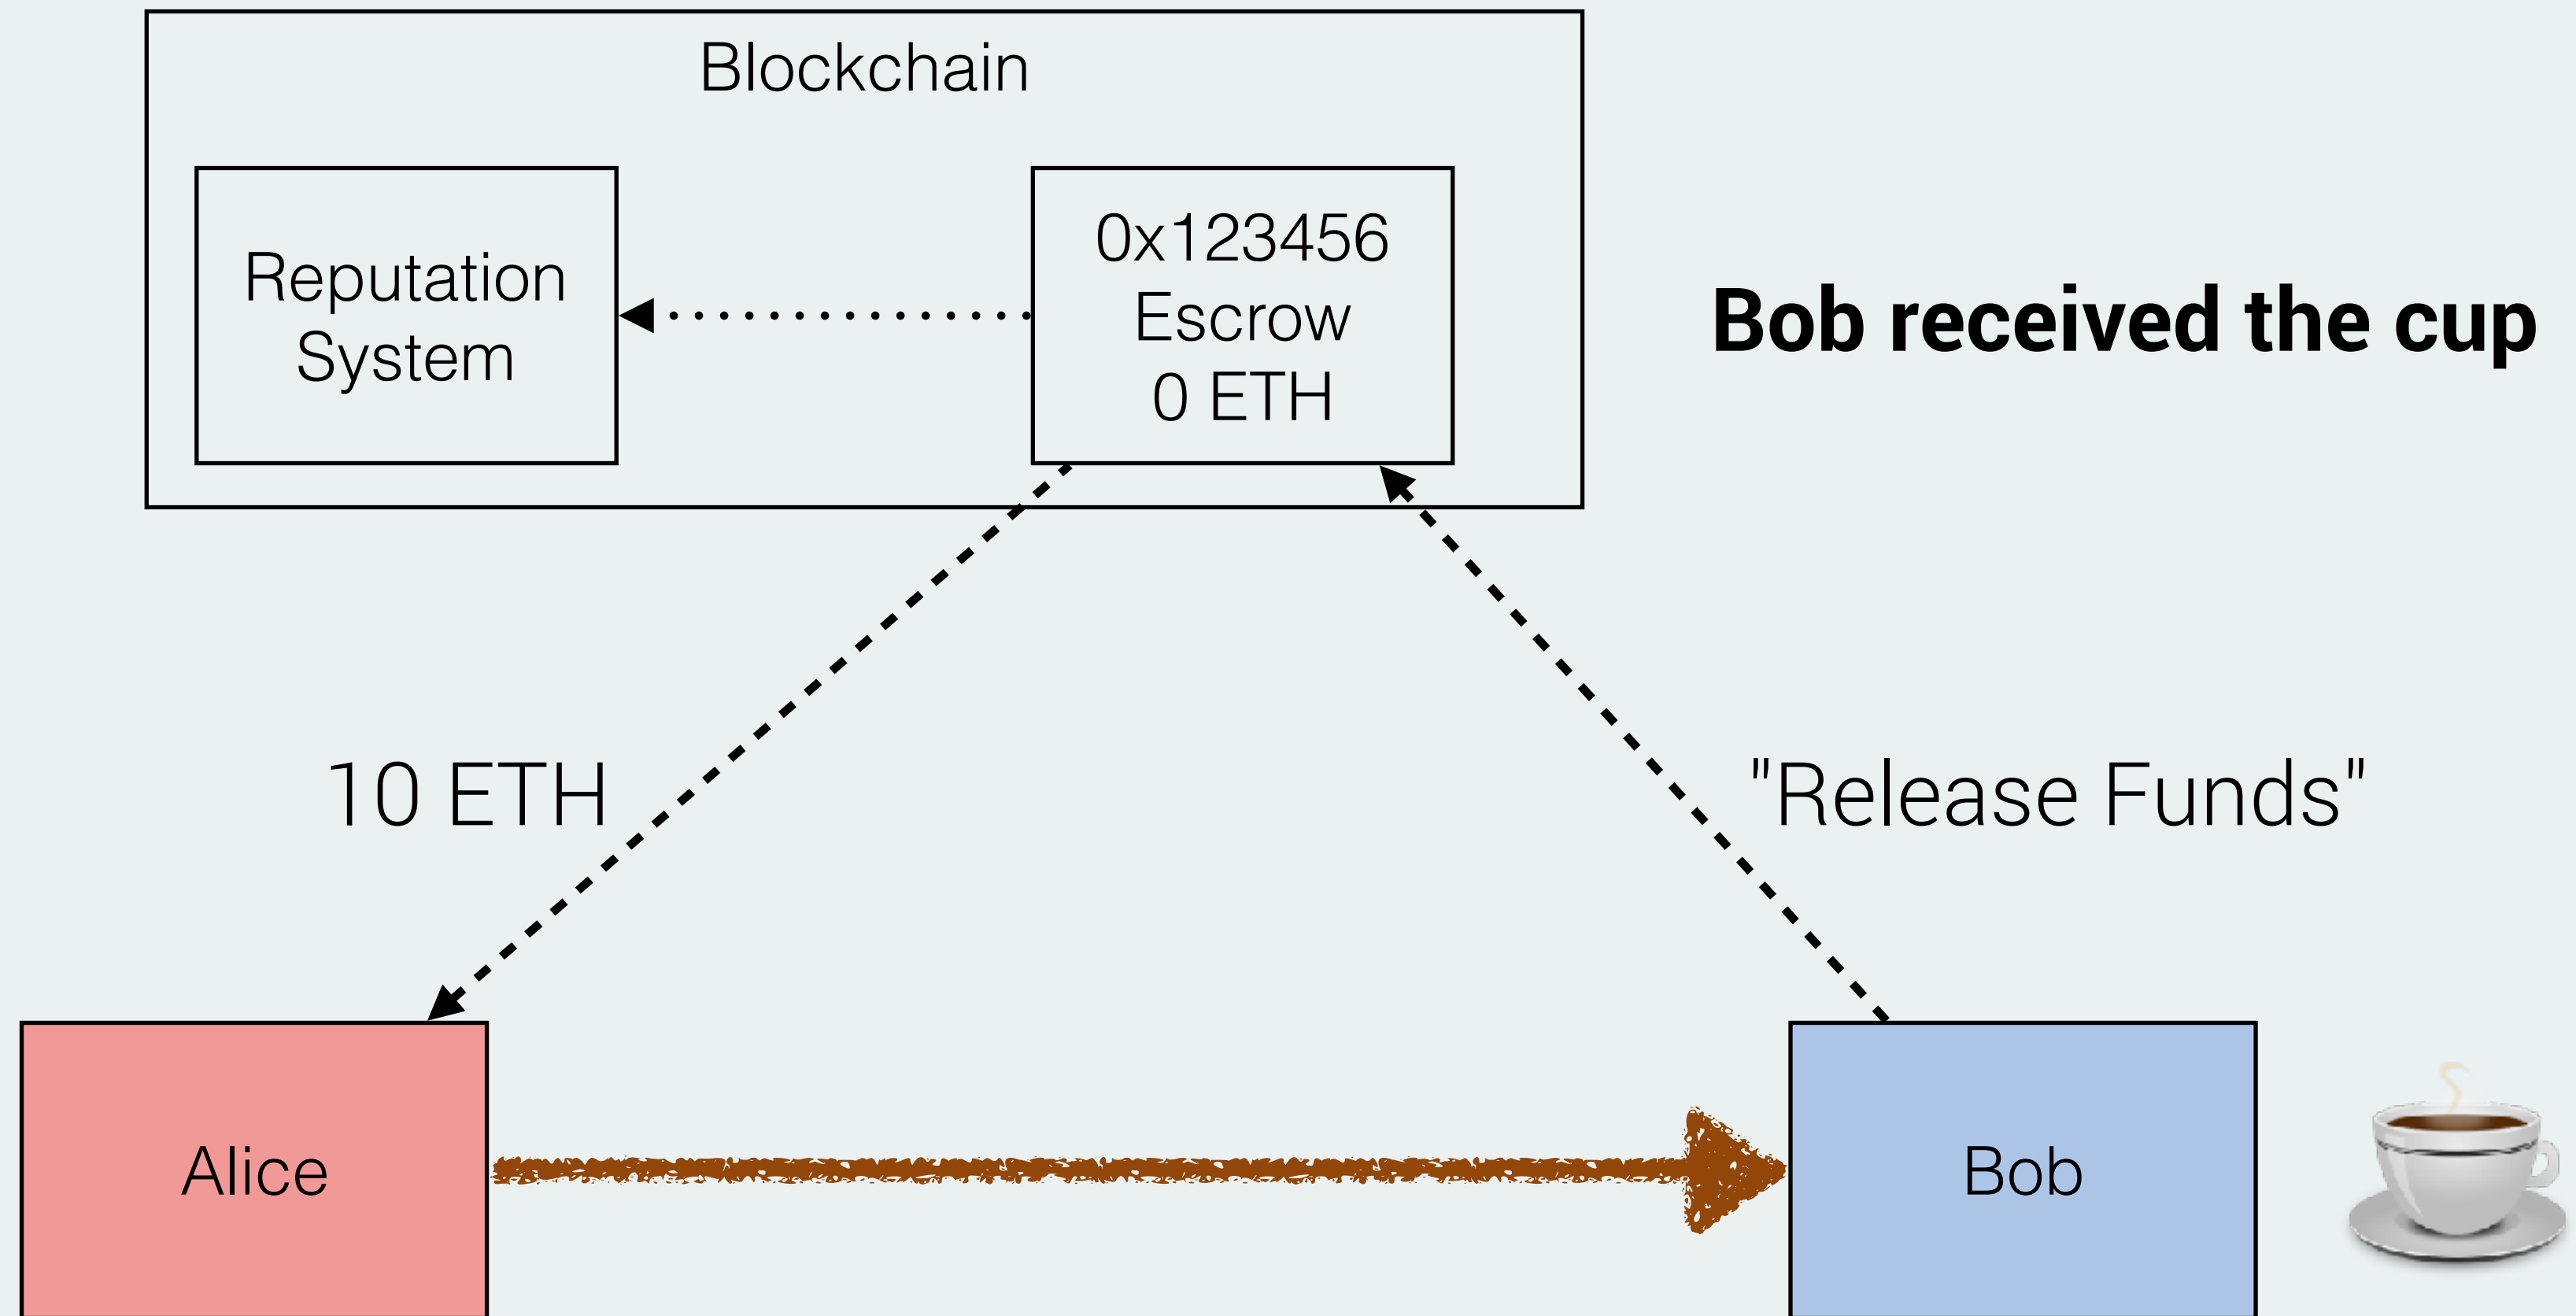 Blockchain
Reputation
System
0x123456
Escrow
0 ETH
Bob received the cup
10 ETH
"Release Funds"
Alice
Bob